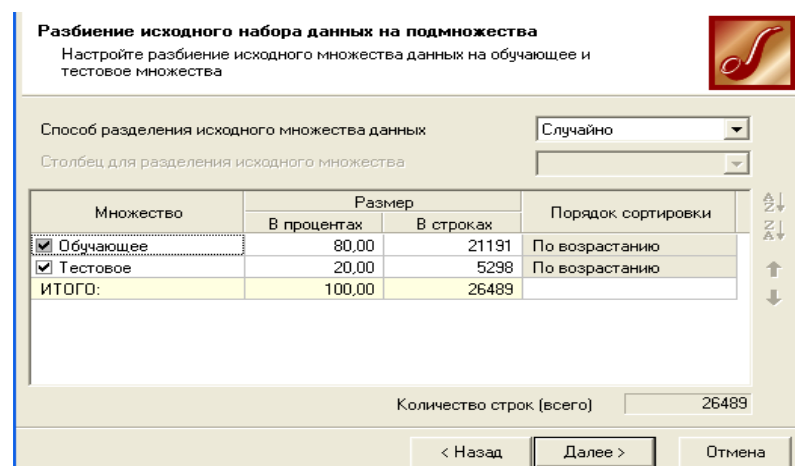 Разбиение исходного набора данных на подмножества
Настройте разбиение исходного множества данных на обучающее и
тестовое множества
Способ разделения исходного множества данных Случайно
Столбец для разделения исходного множества
Множество Размер Порядок сортировки
В процентах В строках
Обучающее 80,00 21191 По возрастанию
Тестовое 20,00 5298 По возрастанию
ИТОГО: 100,00 26489
Количество строк (всего) 26489
< Назад Далее > Отмена